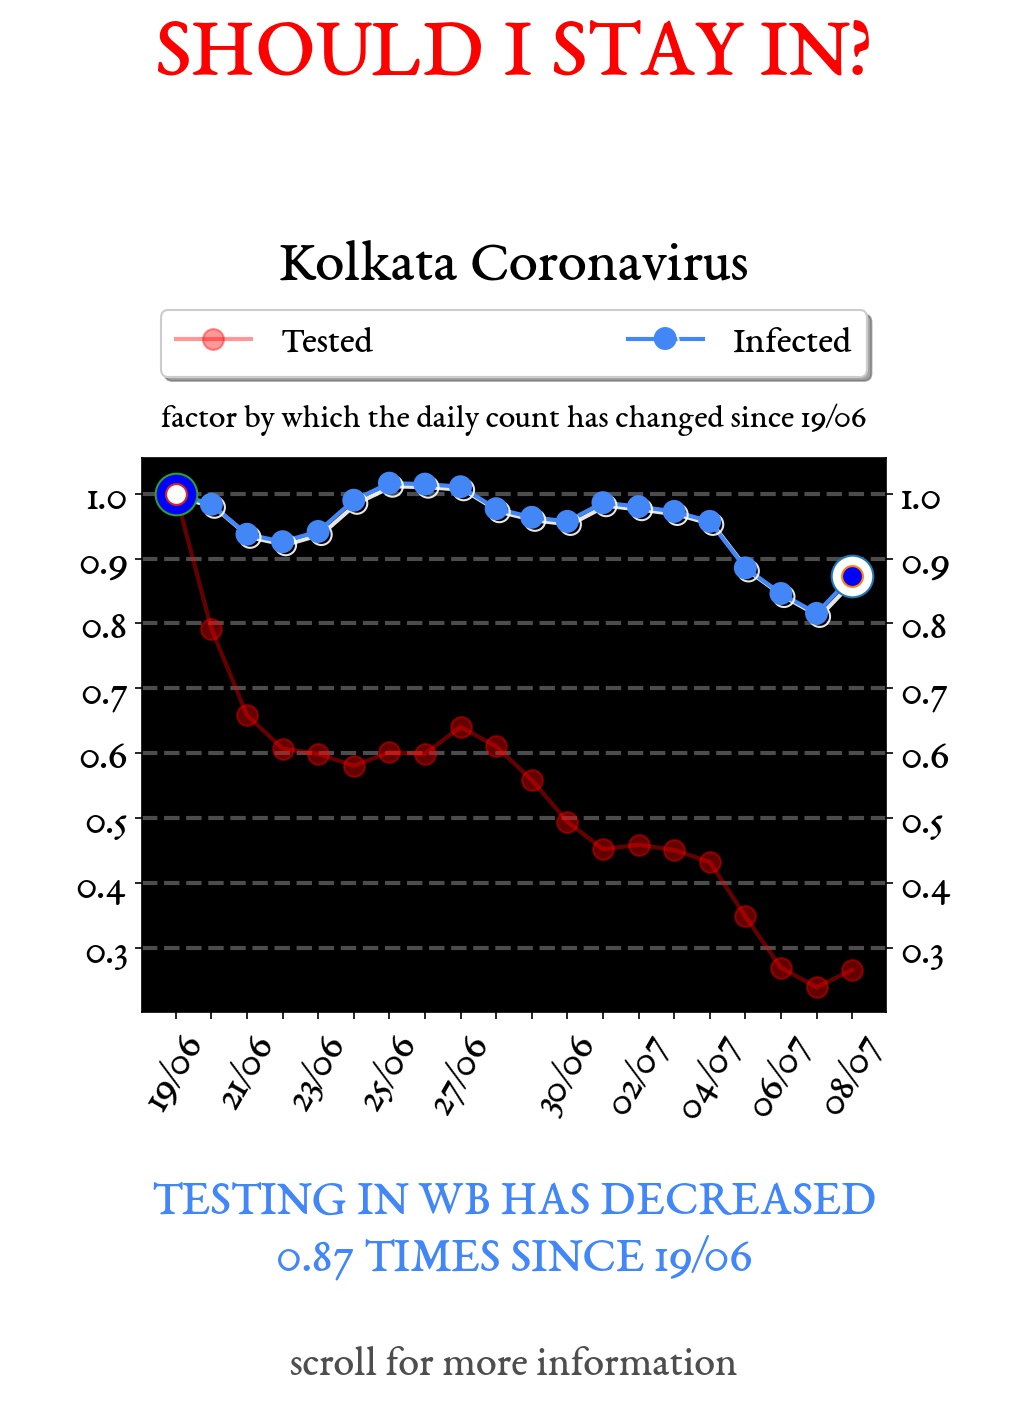 SHOULD I STAY IN?
Kolkata Coronavirus
Tested Infected
factor by which the daily count has changed since 19/06
1.0 1.0
0.9 0.9
0.8 0.8
0.7 0.7
0.6 0.6
0.5 0.5
0.4 0.4
0.3 0.3
19/06 21/06 23/06 25/06 27/06 30/06 02/07 04/07 06/07 08/07
TESTING IN WB HAS DECREASED
0.87 TIMES SINCE 19/06
scroll for more information